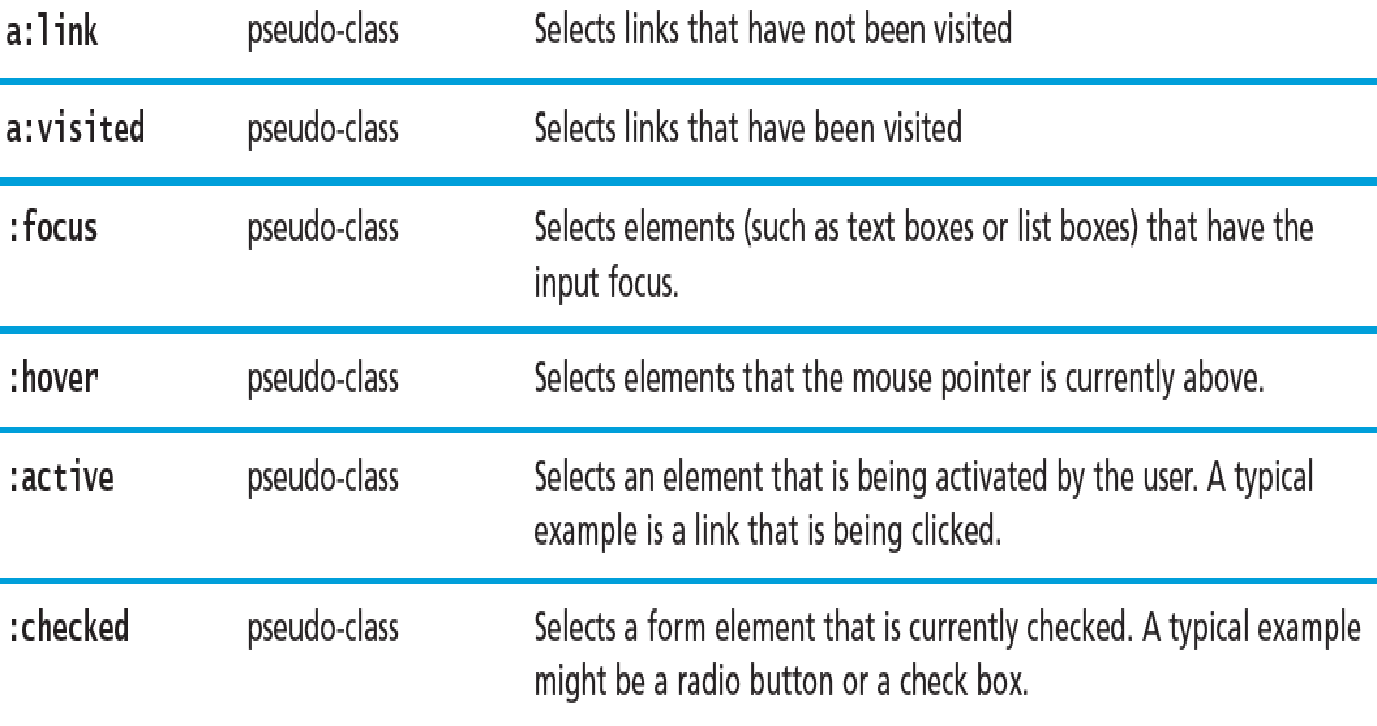 a:link pseudo-class Selects links that have not been visited
a:visited pseudo-class Selects links that have been visited
:focus pseudo-class Selects elements (such as text boxes or list boxes) that have the
input focus.
:hover pseudo-class Selects elements that the mouse pointer is currently above.
:active pseudo-class Selects an element that is being activated by the user. A typical
example is a link that is being clicked.
:checked pseudo-class Selects a form element that is currently checked. A typical example
might be a radio button or a check box.